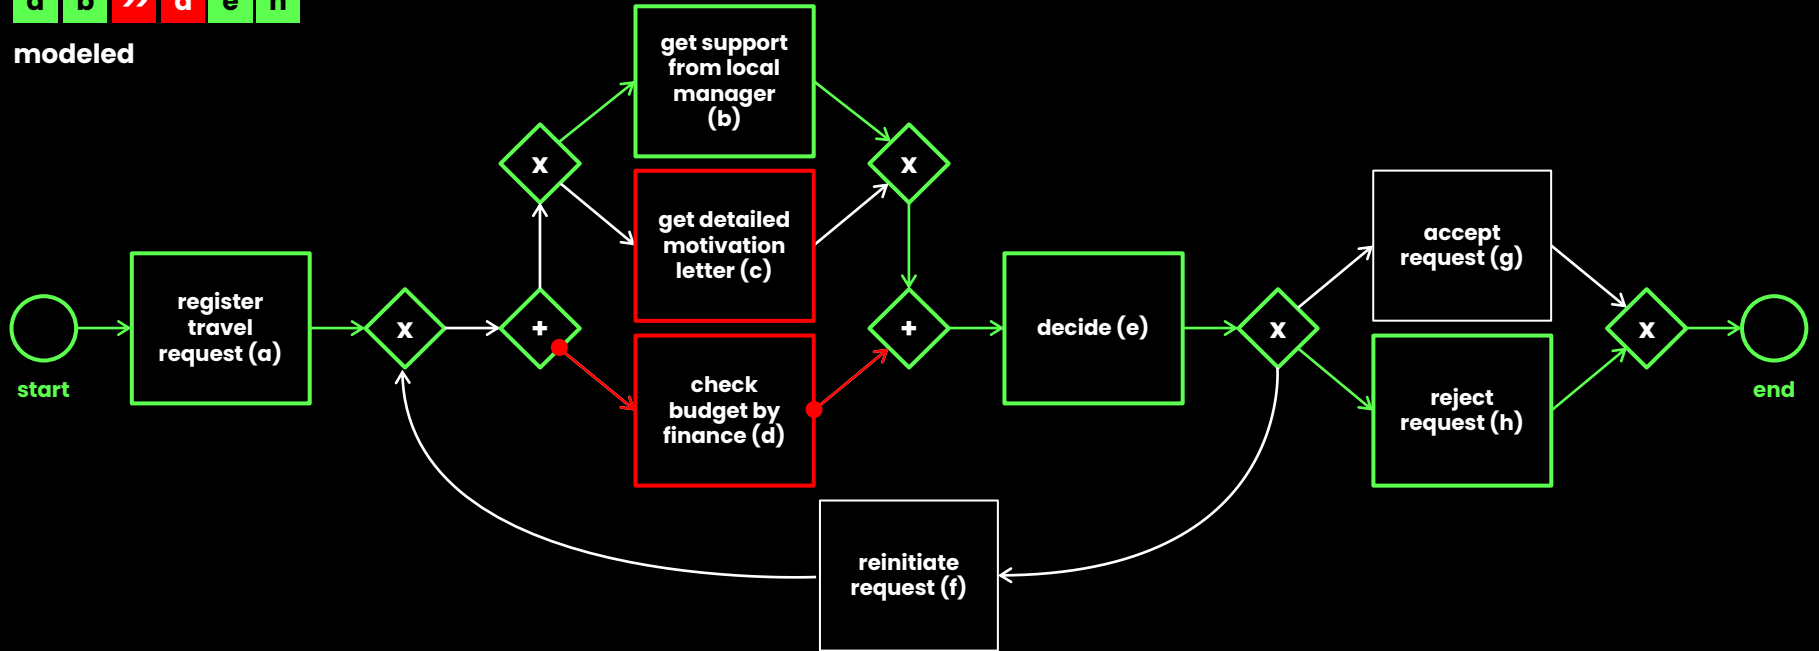 a b >> d e h
modeled
get support
from local
manager
(b)
x
x
get detailed
motivation
letter (c)
accept
request (g)
register
travel
request (a)
x
+
+
decide (e)
x
x
start
check
budget by
finance (d)
reject
request (h)
end
reinitiate
request (f)